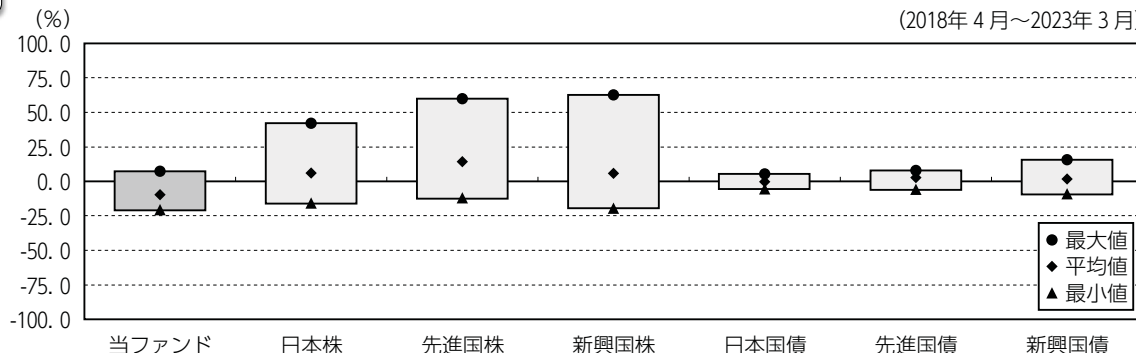 (%)
(2018年4月～2023年3月)
100. 0
75. 0
50. 0
25. 0
0. 0
-25. 0
-50. 0
-75. 0
-100. 0
● 最大値
◆ 平均値
▲ 最小値
当ファンド 日本株 先進国株 新興国株 日本国債 先進国債 新興国債